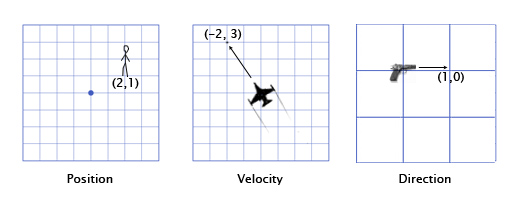 (2,1)
(-2, 3)
(1,0)
Position
Velocity
Direction